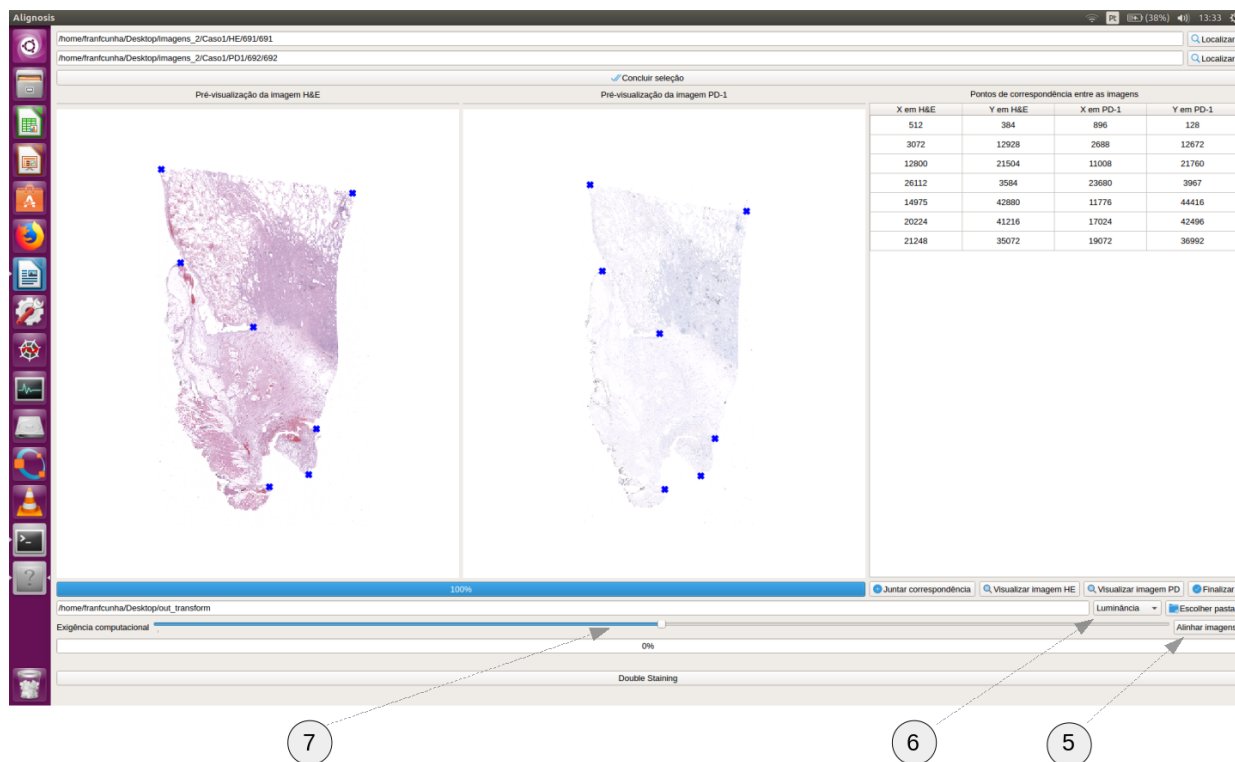 Alignosis
Pt (38%) 13:33
/home/franfcunha/Desktop/imagens_2/Caso1/HE/691/691 Localizar
/home/franfcunha/Desktop/imagens_2/Caso1/PD1/692/692 Localizar
Concluir seleção
Pré-visualização da imagem H&E Pré-visualização da imagem PD-1 Pontos de correspondência entre as imagens
X em H&E Y em H&E X em PD-1 Y em PD-1
512 384 896 128
3072 12928 2688 12672
12800 21504 11008 21760
26112 3584 23680 3967
14975 42880 11776 44416
20224 41216 17024 42496
21248 35072 19072 36992
100% Juntar correspondência Visualizar imagem HE Visualizar imagem PD Finalizar
/home/franfcunha/Desktop/out_transform Luminância Escolher pasta
Exigência computacional Alinhar imagens
0%
Double Staining
7 6 5